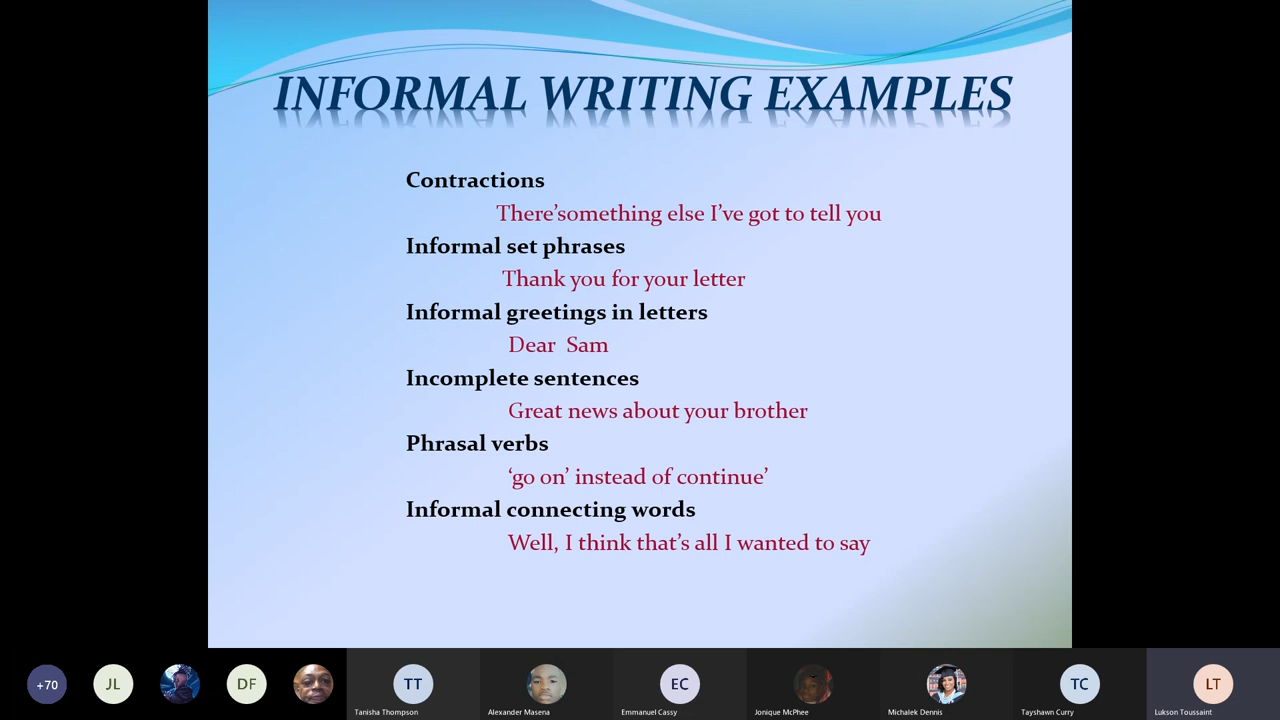 INFORMAL WRITING EXAMPLES
Contractions
There’something else I’ve got to tell you
Informal set phrases
Thank you for your letter
Informal greetings in letters
Dear Sam
Incomplete sentences
Great news about your brother
Phrasal verbs
‘go on’ instead of continue’
Informal connecting words
Well, I think that’s all I wanted to say
+70
JL
DF
TT
EC
TC
LT
Tanisha Thompson
Alexander Masena
Emmanuel Cassy
Jonique McPhee
Michalek Dennis
Tayshawn Curry
Lukson Toussaint